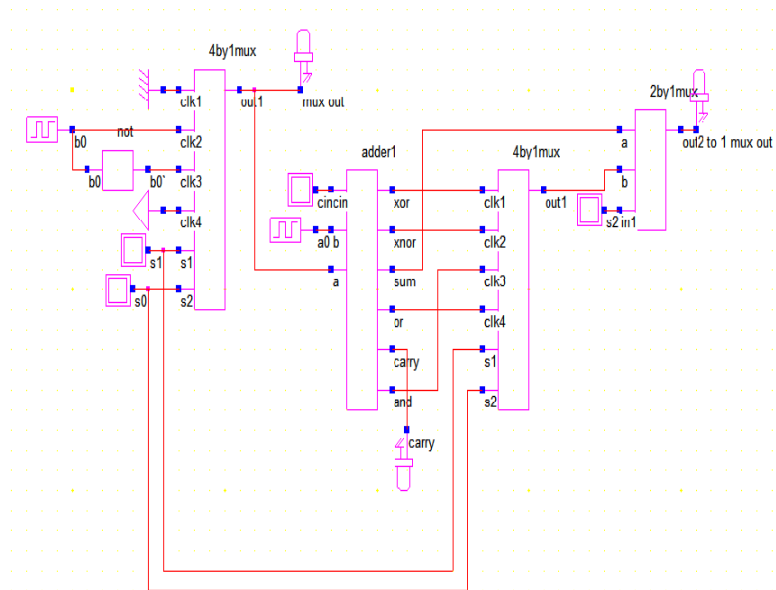 4by1mux
clk1
out1
mux out
clk2
b0
not
b0
b0`
clk3
clk4
s1
s1
s0
s2
adder1
cincin
xor
a0 b
xnor
a
sum
or
carry
and
carry
4by1mux
clk1
out1
clk2
clk3
clk4
s1
s2
2by1mux
a
out2 to 1 mux out
b
s2 in1